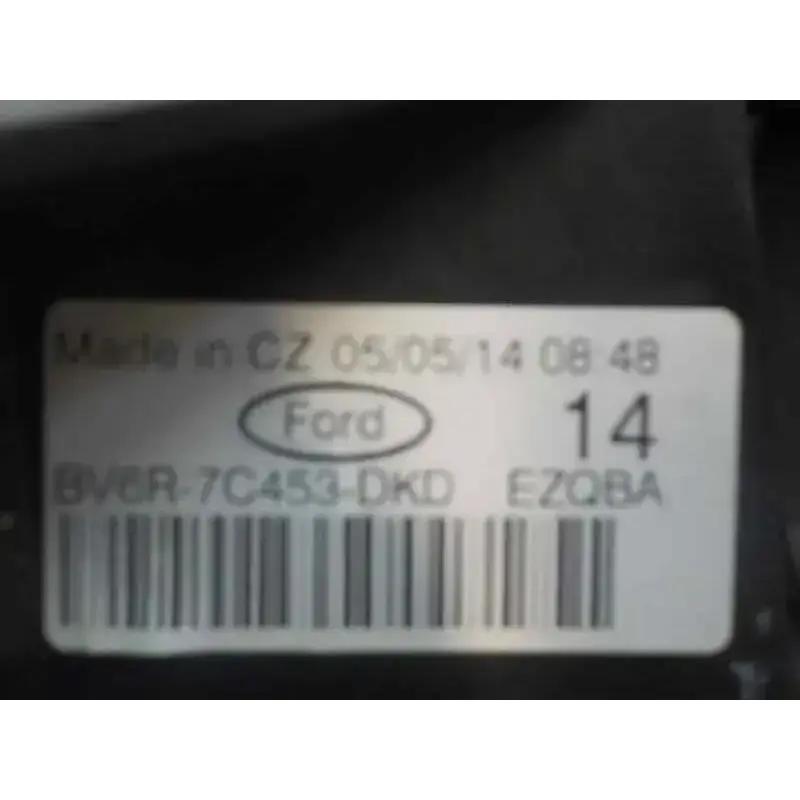 Made in CZ 05/05/14 08:48
Ford 14
BV6R-7C453-DKD EZQBA